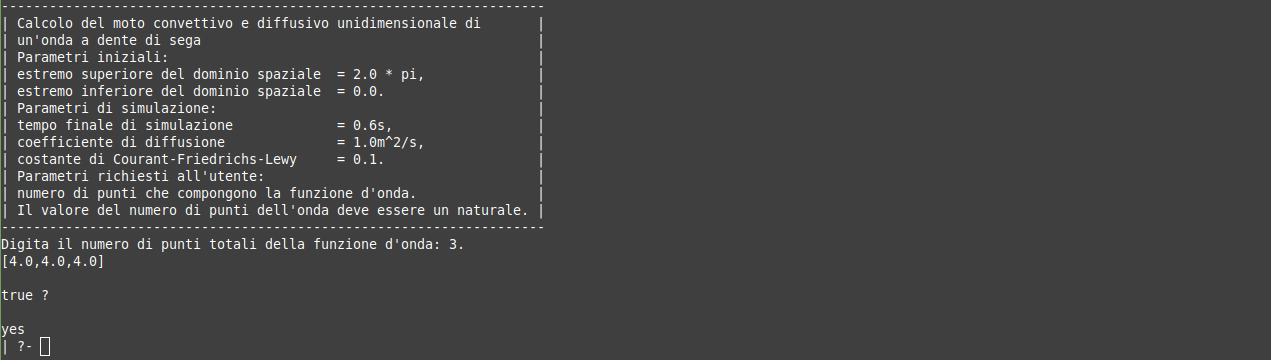 --------------------------------------------------------------------
| Calcolo del moto convettivo e diffusivo unidimensionale di       |
| un'onda a dente di sega                                          |
| Parametri iniziali:                                              |
| estremo superiore del dominio spaziale  = 2.0 * pi,              |
| estremo inferiore del dominio spaziale  = 0.0.                   |
| Parametri di simulazione:                                        |
| tempo finale di simulazione             = 0.6s,                  |
| coefficiente di diffusione              = 1.0m^2/s,              |
| costante di Courant-Friedrichs-Lewy     = 0.1.                   |
| Parametri richiesti all'utente:                                  |
| numero di punti che compongono la funzione d'onda.               |
| Il valore del numero di punti dell'onda deve essere un naturale. |
--------------------------------------------------------------------
Digita il numero di punti totali della funzione d'onda: 3.
[4.0,4.0,4.0]
true ?
yes
| ?-